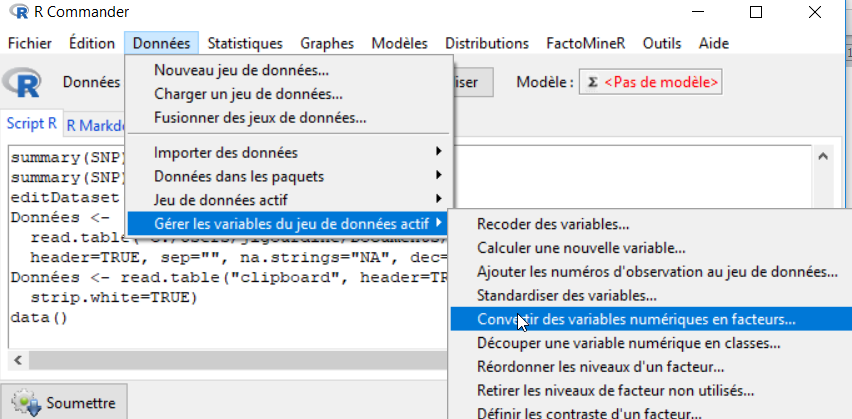 R Commander
Fichier Édition Données Statistiques Graphes Modèles Distributions FactoMineR Outils Aide
Données
Modèle : Σ <Pas de modèle>
Nouveau jeu de données...
Charger un jeu de données...
Fusionner des jeux de données...
Importer des données
Données dans les paquets
Jeu de données actif
Gérer les variables du jeu de données actif
Recoder des variables...
Calculer une nouvelle variable...
Ajouter les numéros d'observation au jeu de données...
Standardiser des variables...
Convertir des variables numériques en facteurs...
Découper une variable numérique en classes...
Réordonner les niveaux d'un facteur...
Retirer les niveaux de facteur non utilisés...
Définir les contraste d'un facteur...
Script R R Markd
summary(SNP)
summary(SNP)
editDataset
Données <-
header=TRUE, sep="", na.strings="NA", dec=
Données <- read.table("clipboard", header=TR
strip.white=TRUE)
data()
Soumettre